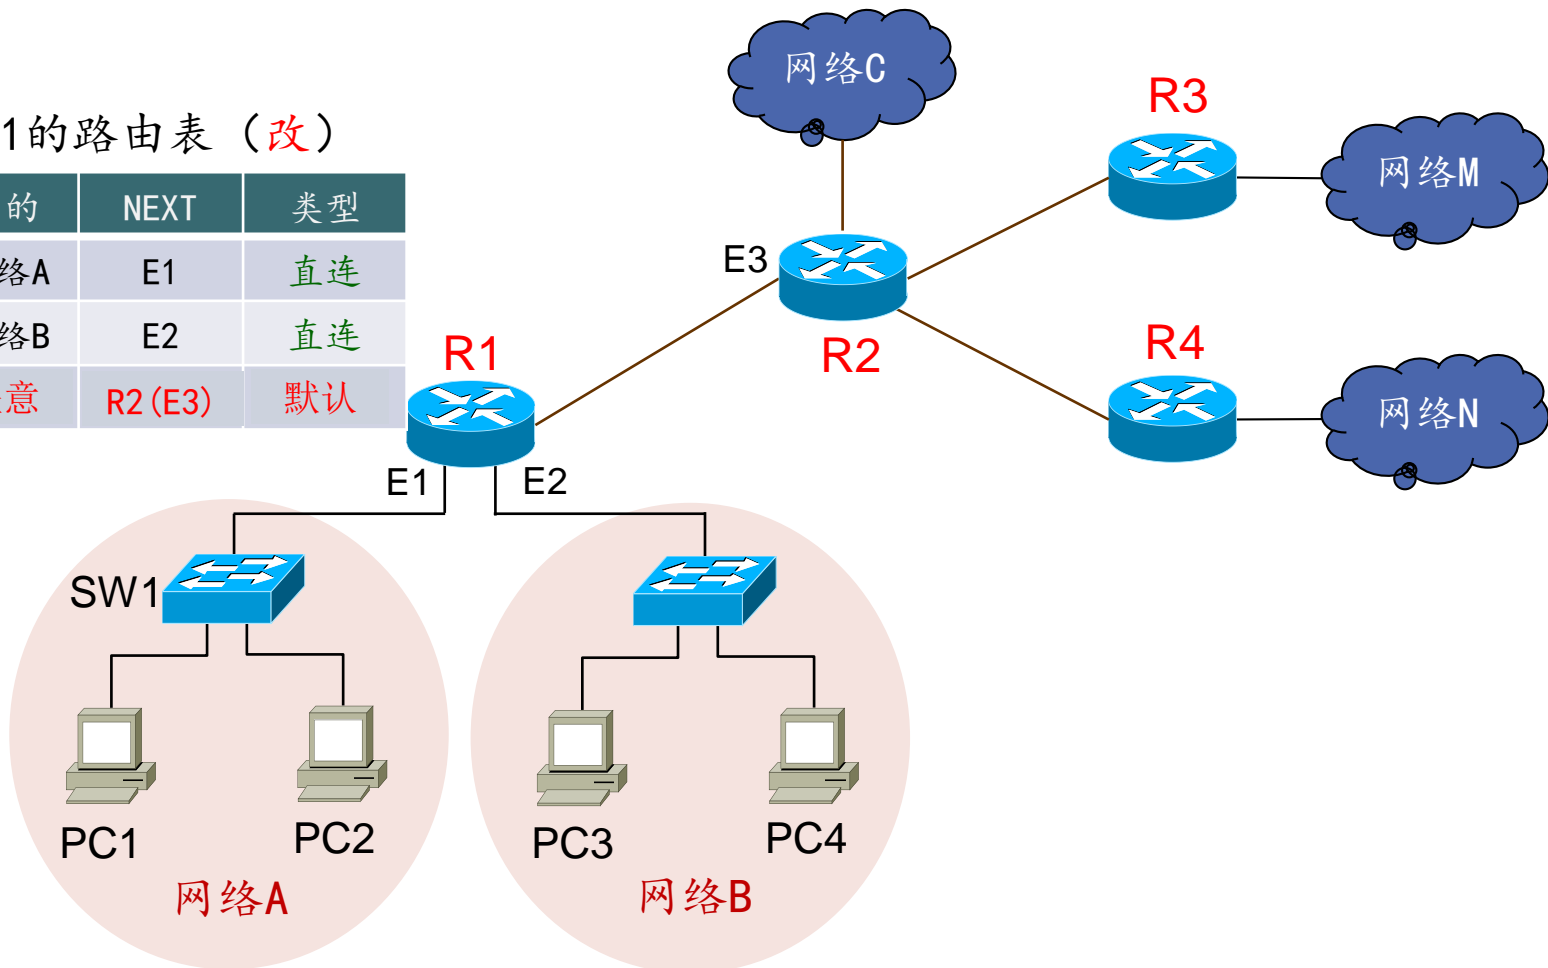 网络C
R3
1的路由表（改）
网络M
的 NEXT 类型
络A E1 直连
E3
络B E2 直连
R1
R2
R4
意 R2(E3) 默认
网络N
E1
E2
SW1
PC1
PC2
PC3
PC4
网络A
网络B